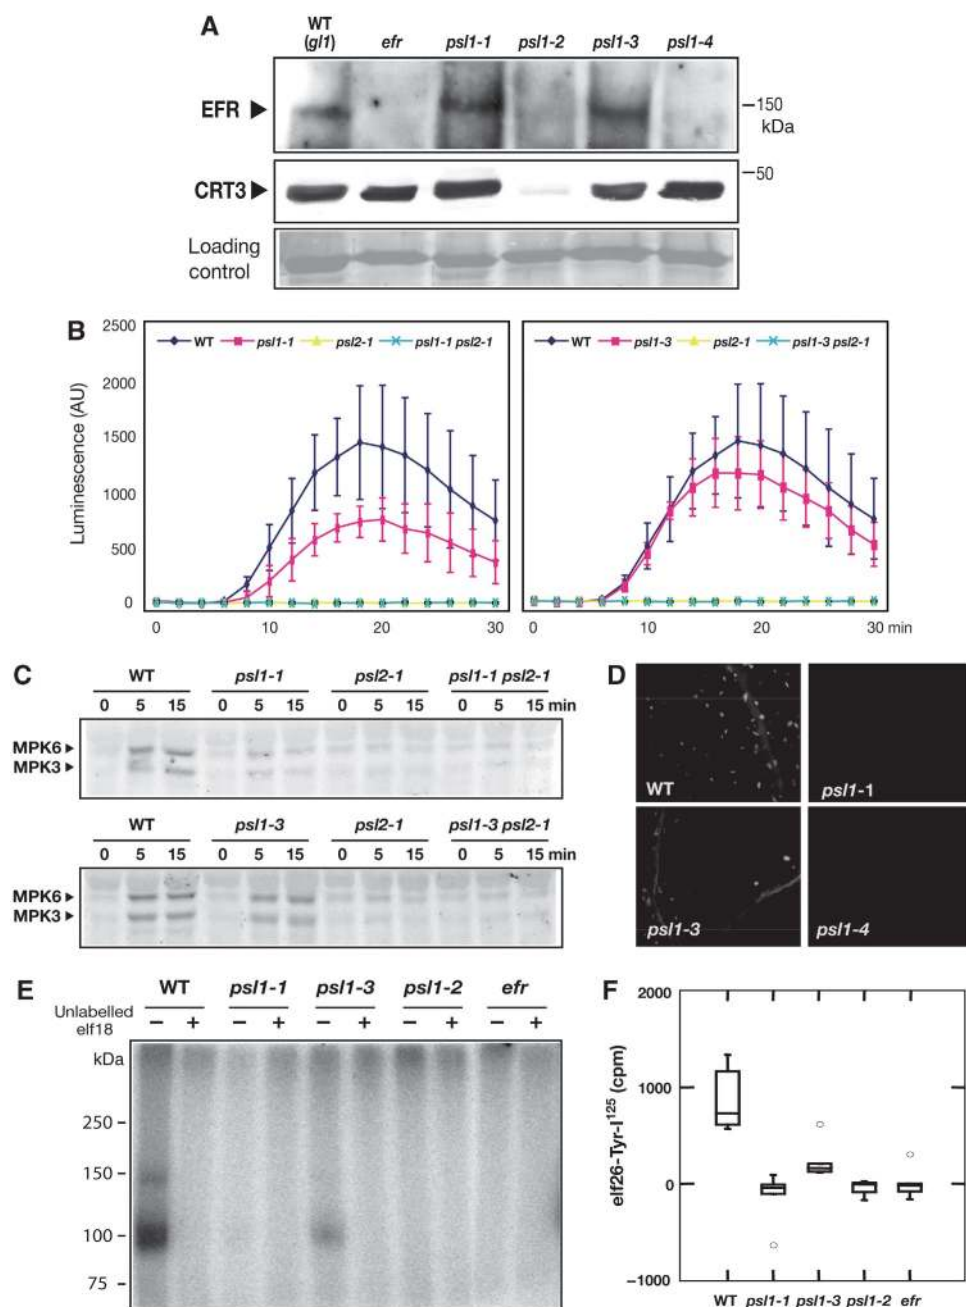 A
WT (gl1) efr psl1-1 psl1-2 psl1-3 psl1-4
EFR
150 kDa
CRT3
50
Loading control
B
2500
WT psl1-1 psl2-1 psl1-1 psl2-1
WT psl1-3 psl2-1 psl1-3 psl2-1
Luminescence (AU)
2000
1500
1000
500
0
0 10 20 30
0 10 20 30 min
C
WT psl1-1 psl2-1 psl1-1 psl2-1
0 5 15 0 5 15 0 5 15 0 5 15 min
MPK6
MPK3
WT psl1-3 psl2-1 psl1-3 psl2-1
0 5 15 0 5 15 0 5 15 0 5 15 min
MPK6
MPK3
D
WT
psl1-1
psl1-3
psl1-4
E
WT psl1-1 psl1-3 psl1-2 efr
Unlabelled elf18
− + − + − + − + − +
kDa
250
150
100
75
F
elf26-Tyr-I125 (cpm)
2000
1000
0
−1000
WT psl1-1 psl1-3 psl1-2 efr